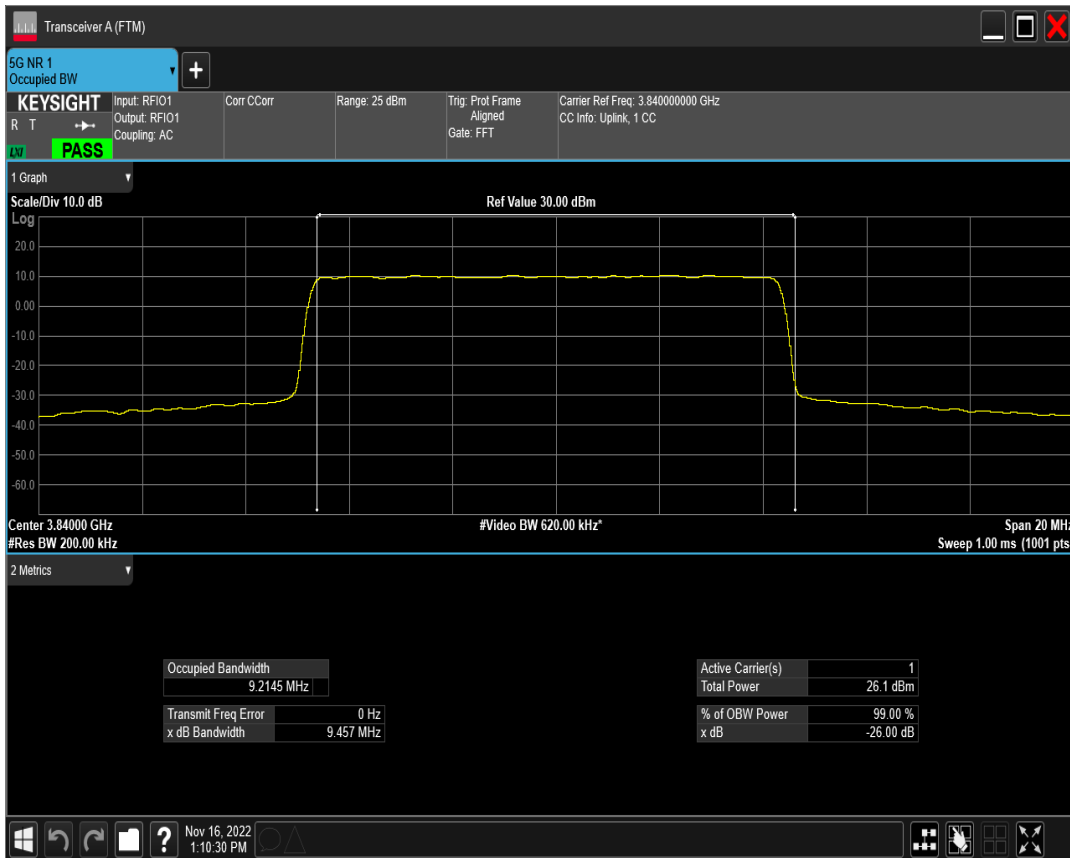 Transceiver A (FTM)
5G NR 1
Occupied BW
+
KEYSIGHT
R T
LXI
PASS
Input: RFIO1
Output: RFIO1
Coupling: AC
Corr CCorr
Range: 25 dBm
Trig: Prot Frame
Aligned
Gate: FFT
Carrier Ref Freq: 3.840000000 GHz
CC Info: Uplink, 1 CC
1 Graph
Scale/Div 10.0 dB
Ref Value 30.00 dBm
Log
20.0
10.0
0.00
-10.0
-20.0
-30.0
-40.0
-50.0
-60.0
Center 3.84000 GHz
#Video BW 620.00 kHz*
Span 20 MHz
#Res BW 200.00 kHz
Sweep 1.00 ms (1001 pts
2 Metrics
Occupied Bandwidth
9.2145 MHz
Transmit Freq Error 0 Hz
x dB Bandwidth 9.457 MHz
Active Carrier(s) 1
Total Power 26.1 dBm
% of OBW Power 99.00 %
x dB -26.00 dB
?
Nov 16, 2022
1:10:30 PM